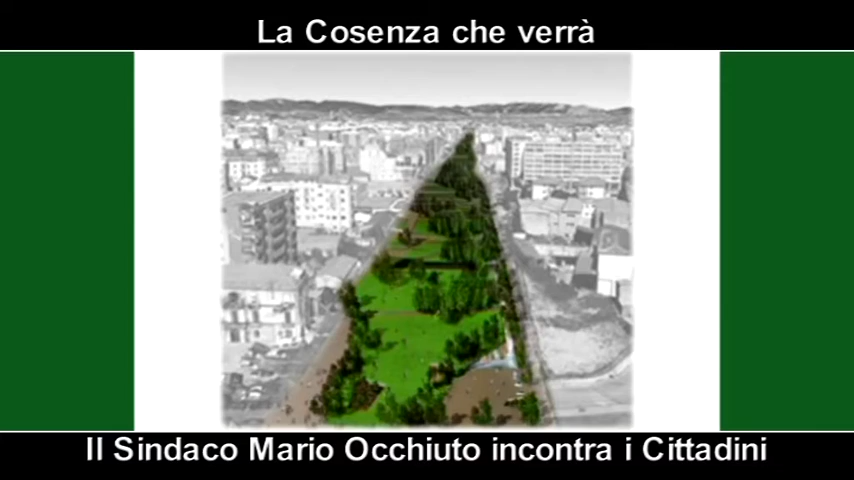 La Cosenza che verrà
Il Sindaco Mario Occhiuto incontra i Cittadini